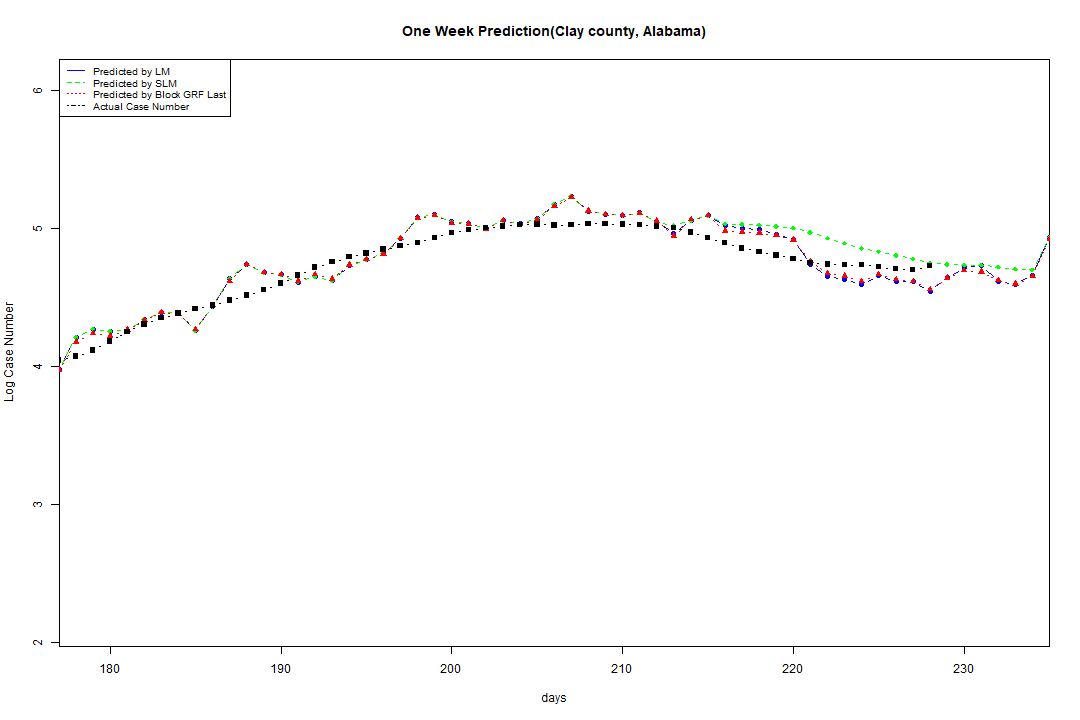 One Week Prediction(Clay county, Alabama)
Predicted by LM
Predicted by SLM
Predicted by Block GRF Last
Actual Case Number
6
5
4
3
2
Log Case Number
180 190 200 210 220 230
days